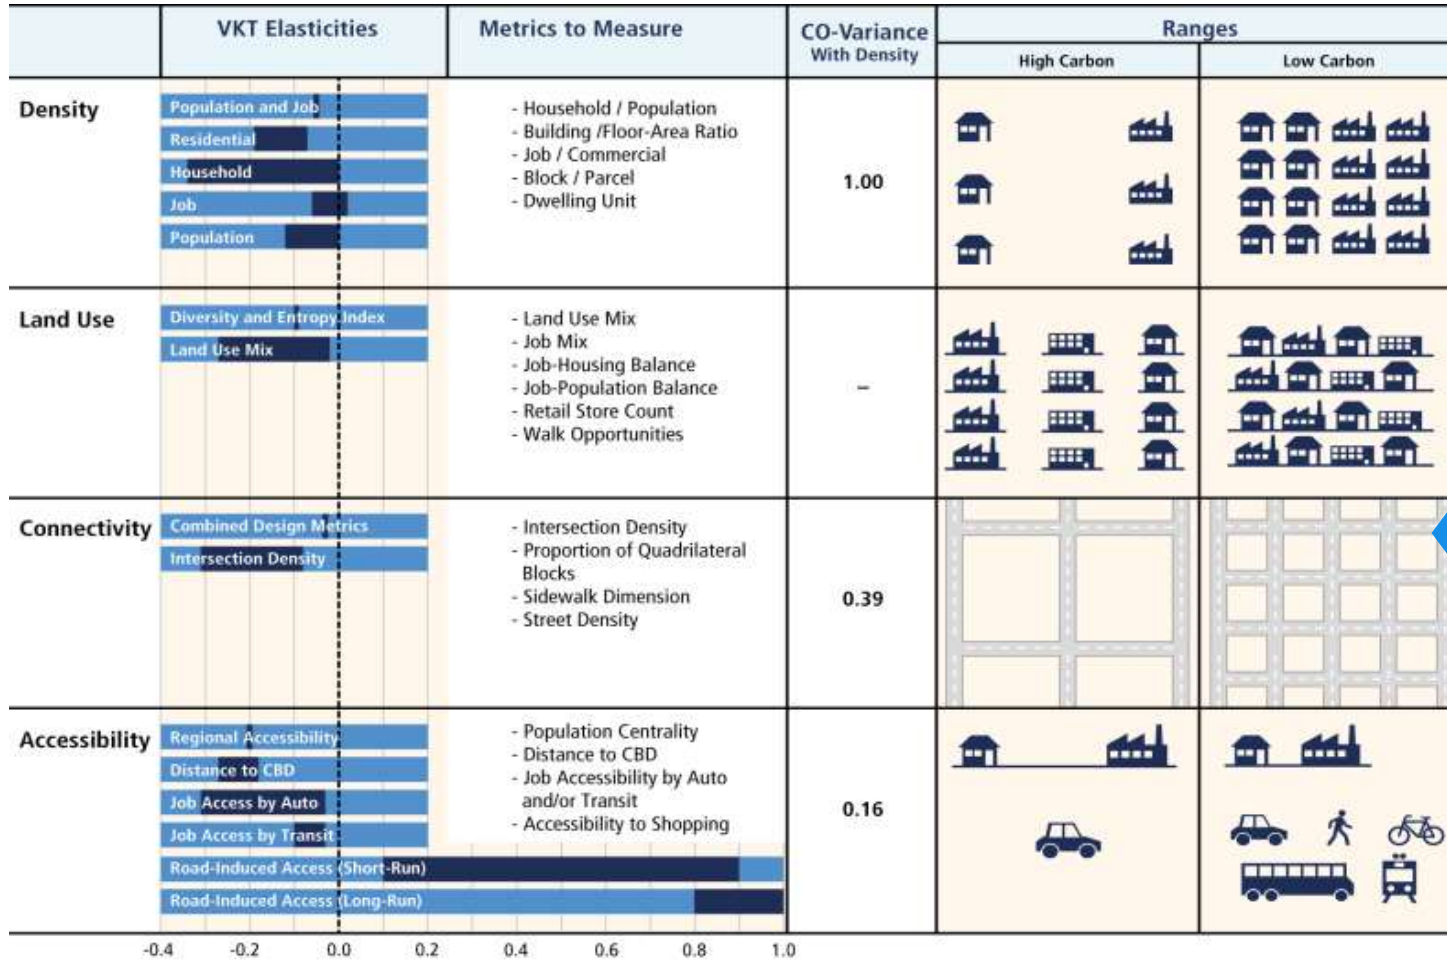 VKT Elasticities
Metrics to Measure
CO-Variance
With Density
Ranges
High Carbon
Low Carbon
Density
Population and Job
Residential
Household
Job
Population
- Household / Population
- Building /Floor-Area Ratio
- Job / Commercial
- Block / Parcel
- Dwelling Unit
1.00
Land Use
Diversity and Entropy Index
Land Use Mix
- Land Use Mix
- Job Mix
- Job-Housing Balance
- Job-Population Balance
- Retail Store Count
- Walk Opportunities
–
Connectivity
Combined Design Metrics
Intersection Density
- Intersection Density
- Proportion of Quadrilateral
Blocks
- Sidewalk Dimension
- Street Density
0.39
Accessibility
Regional Accessibility
Distance to CBD
Job Access by Auto
Job Access by Transit
Road-Induced Access (Short-Run)
Road-Induced Access (Long-Run)
- Population Centrality
- Distance to CBD
- Job Accessibility by Auto
and/or Transit
- Accessibility to Shopping
0.16
-0.4 -0.2 0.0 0.2 0.4 0.6 0.8 1.0